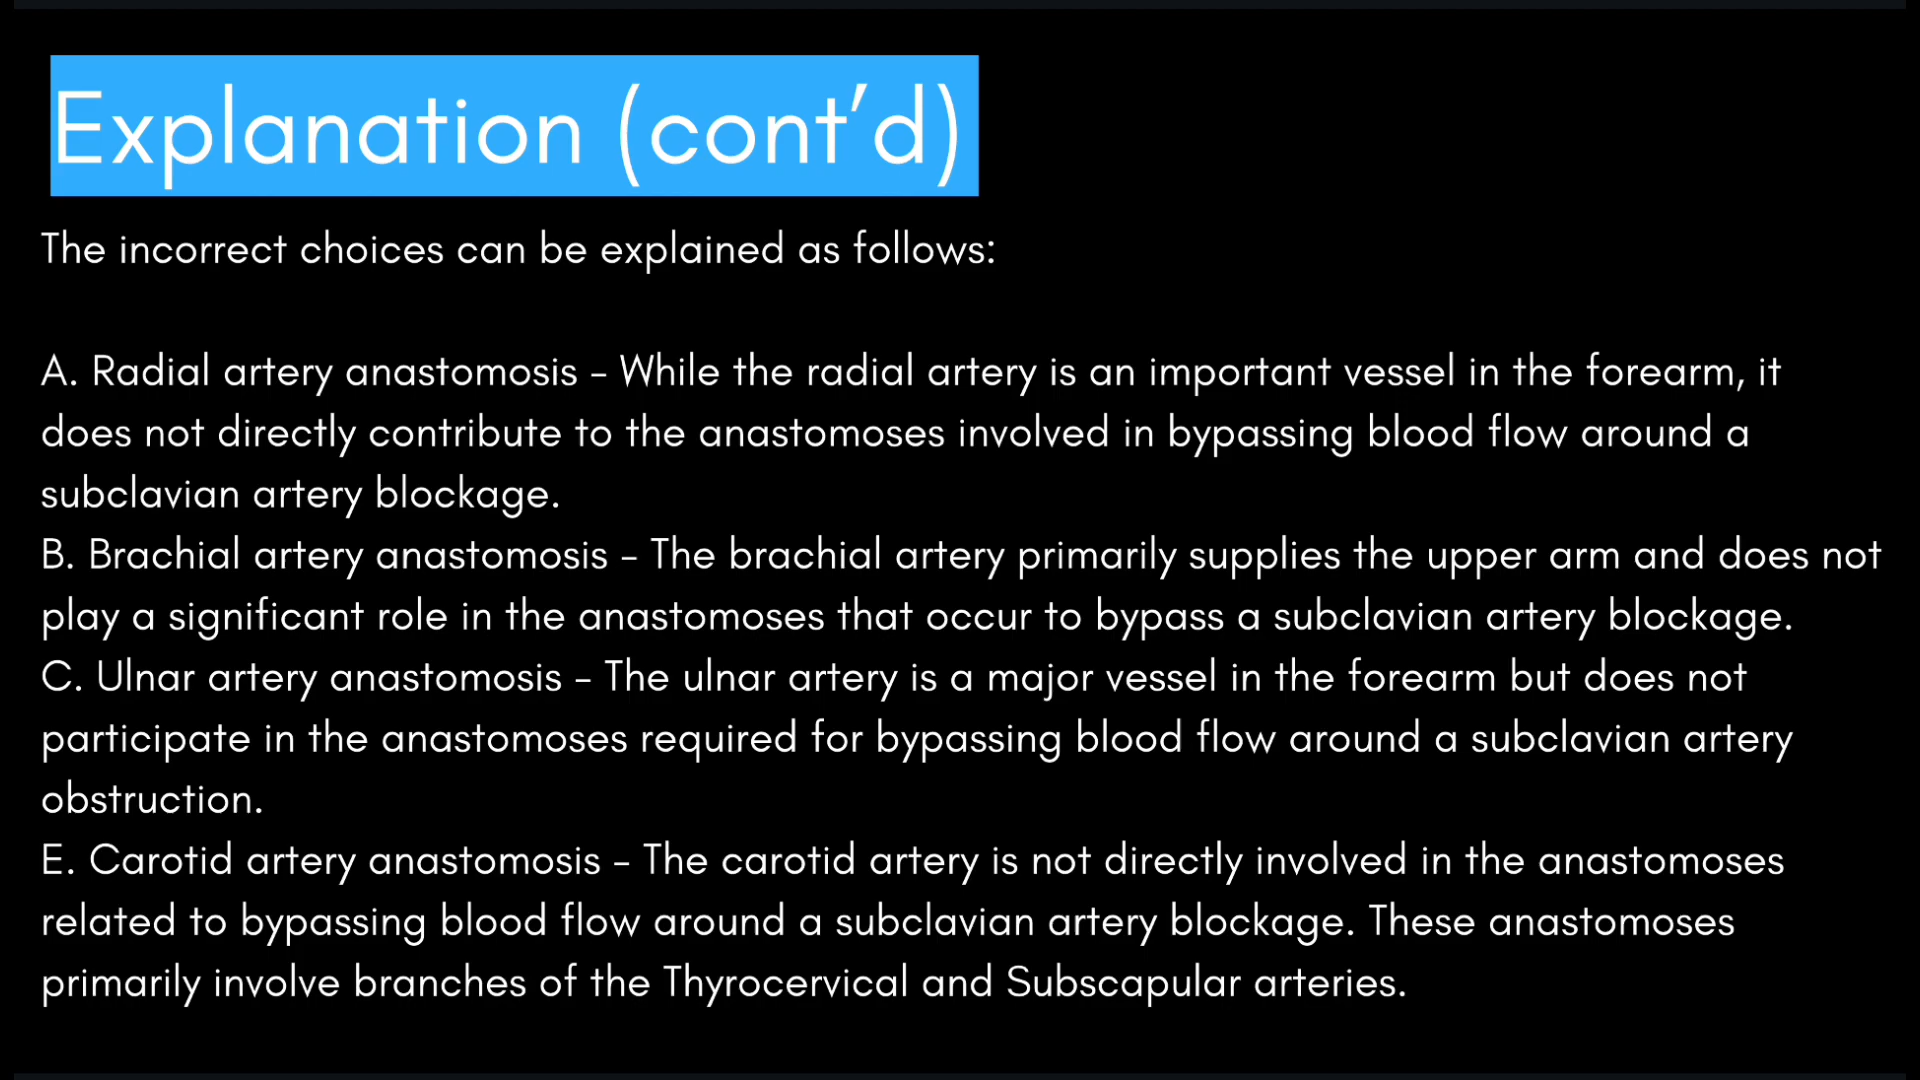 Explanation (cont’d)
The incorrect choices can be explained as follows:
A. Radial artery anastomosis – While the radial artery is an important vessel in the forearm, it
does not directly contribute to the anastomoses involved in bypassing blood flow around a
subclavian artery blockage.
B. Brachial artery anastomosis – The brachial artery primarily supplies the upper arm and does not
play a significant role in the anastomoses that occur to bypass a subclavian artery blockage.
C. Ulnar artery anastomosis – The ulnar artery is a major vessel in the forearm but does not
participate in the anastomoses required for bypassing blood flow around a subclavian artery
obstruction.
E. Carotid artery anastomosis – The carotid artery is not directly involved in the anastomoses
related to bypassing blood flow around a subclavian artery blockage. These anastomoses
primarily involve branches of the Thyrocervical and Subscapular arteries.